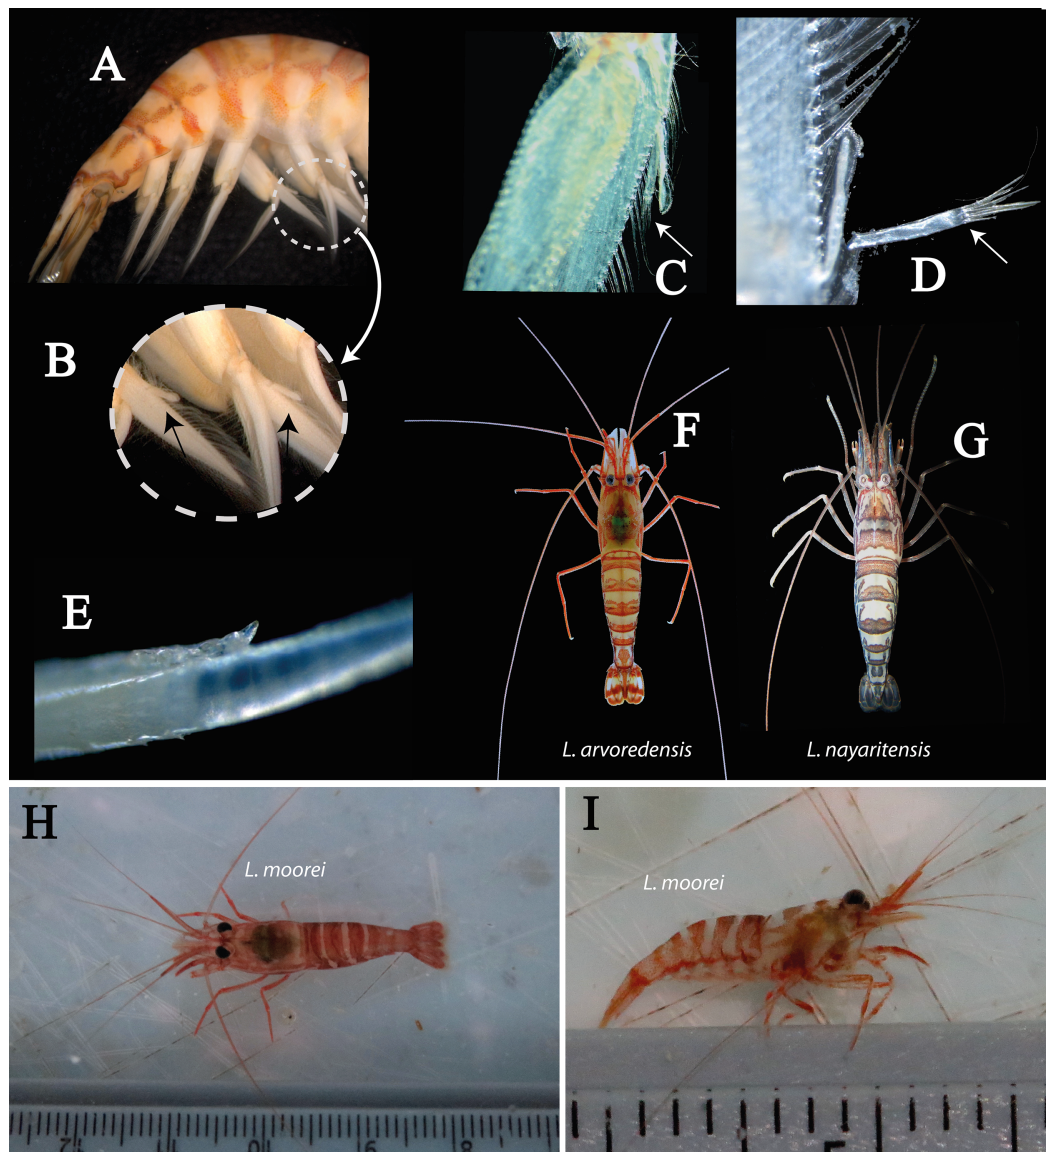 A
C
D
B
F
G
E
L. arvoredensis
L. nayaritensis
H
I
L. moorei
L. moorei